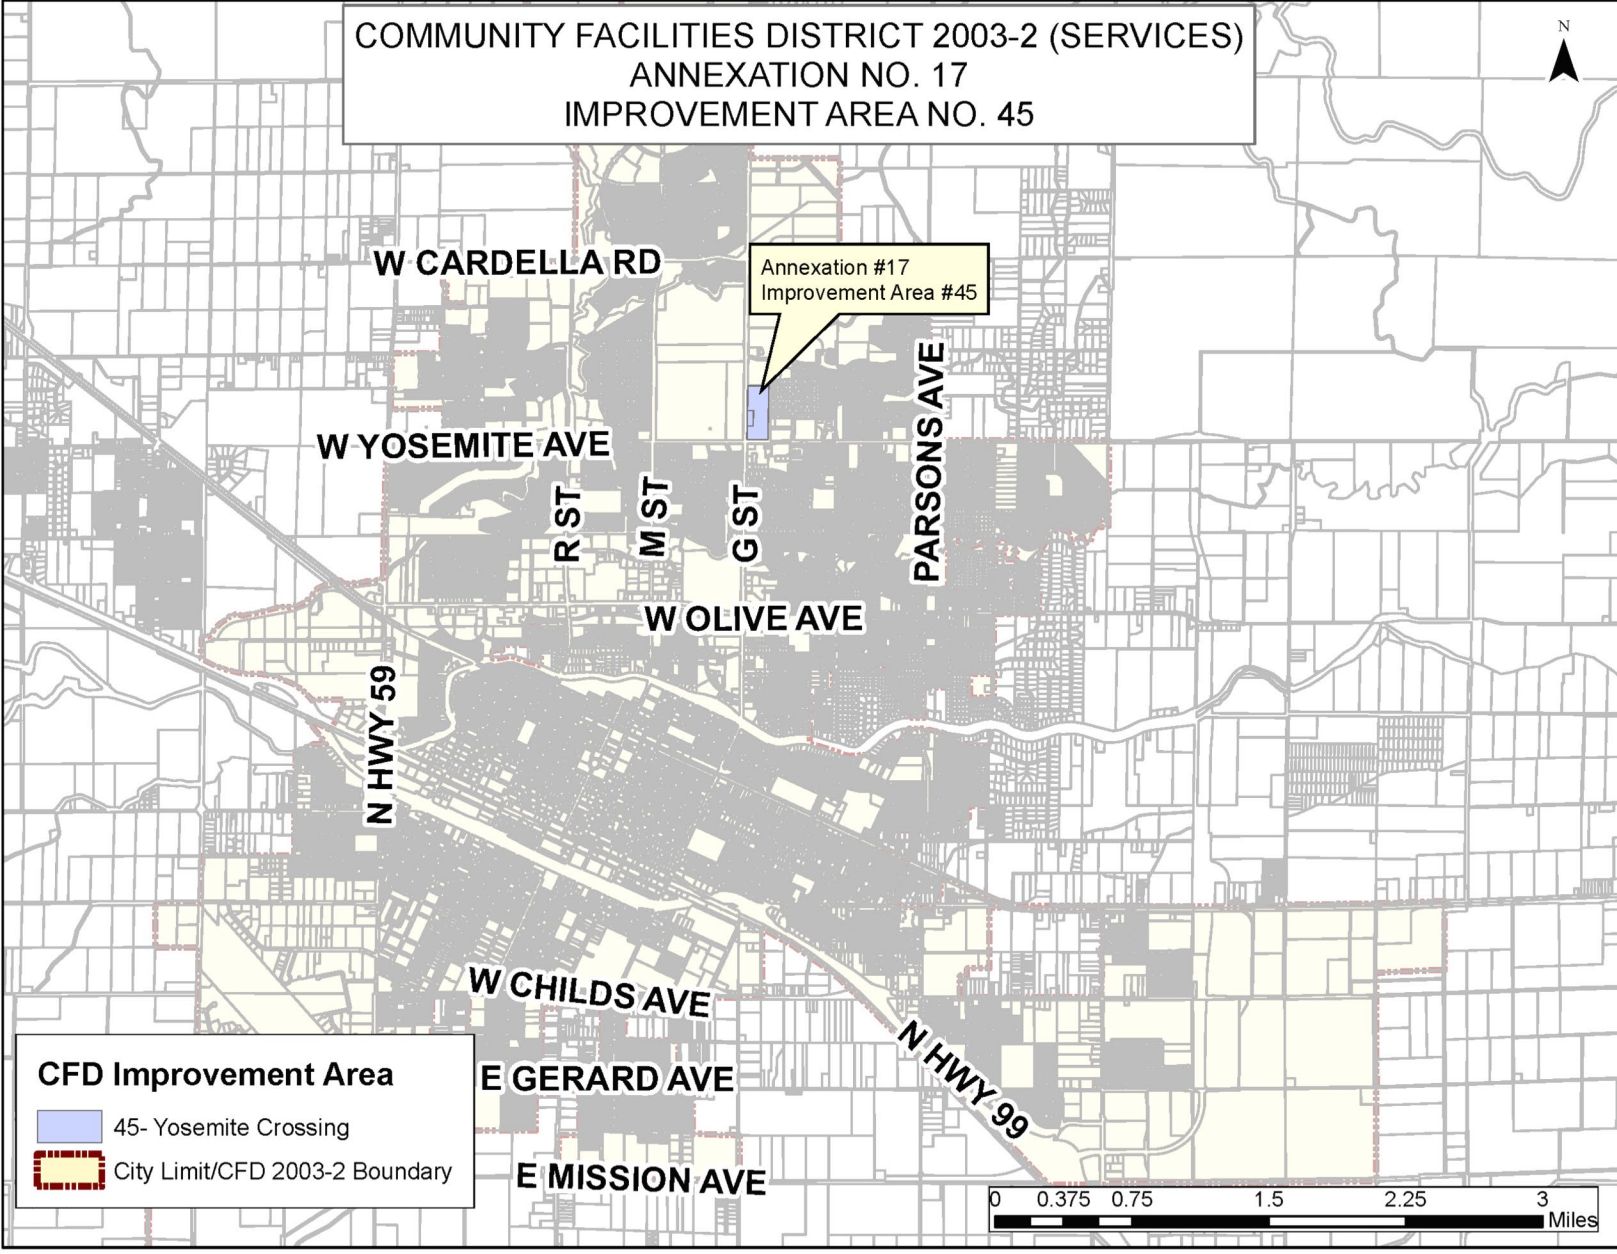 COMMUNITY FACILITIES DISTRICT 2003-2 (SERVICES)
ANNEXATION NO. 17
IMPROVEMENT AREA NO. 45
N
W CARDELLA RD
Annexation #17
Improvement Area #45
PARSONS AVE
W YOSEMITE AVE
R ST
M ST
G ST
W OLIVE AVE
N HWY 59
W CHILDS AVE
N HWY 99
E GERARD AVE
E MISSION AVE
CFD Improvement Area
45- Yosemite Crossing
City Limit/CFD 2003-2 Boundary
0 0.375 0.75 1.5 2.25 3
Miles